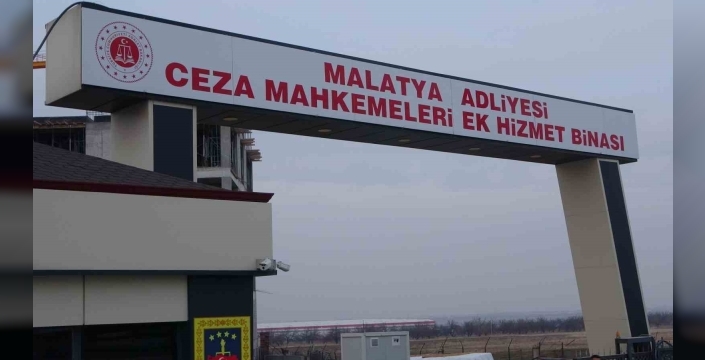 MALATYA ADLİYESİ
CEZA MAHKEMELERİ EK HİZMET BİNASI